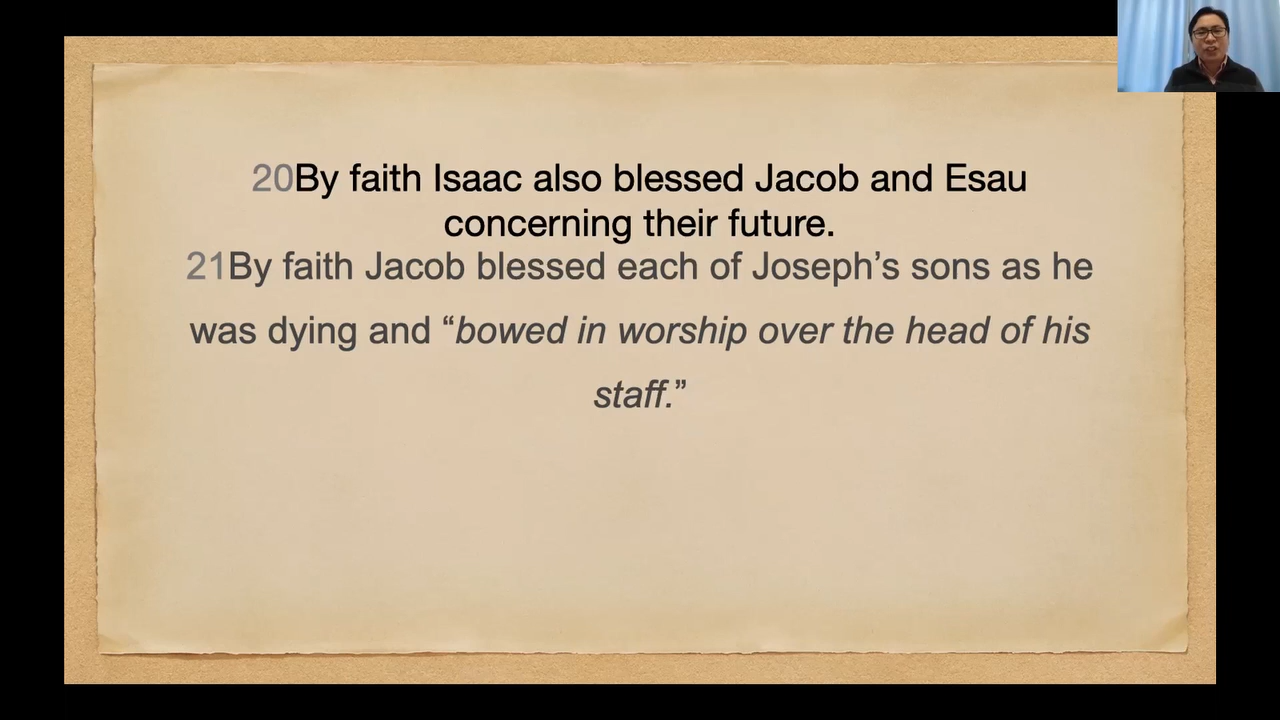 20By faith Isaac also blessed Jacob and Esau
concerning their future.
21By faith Jacob blessed each of Joseph’s sons as he
was dying and “bowed in worship over the head of his
staff.”